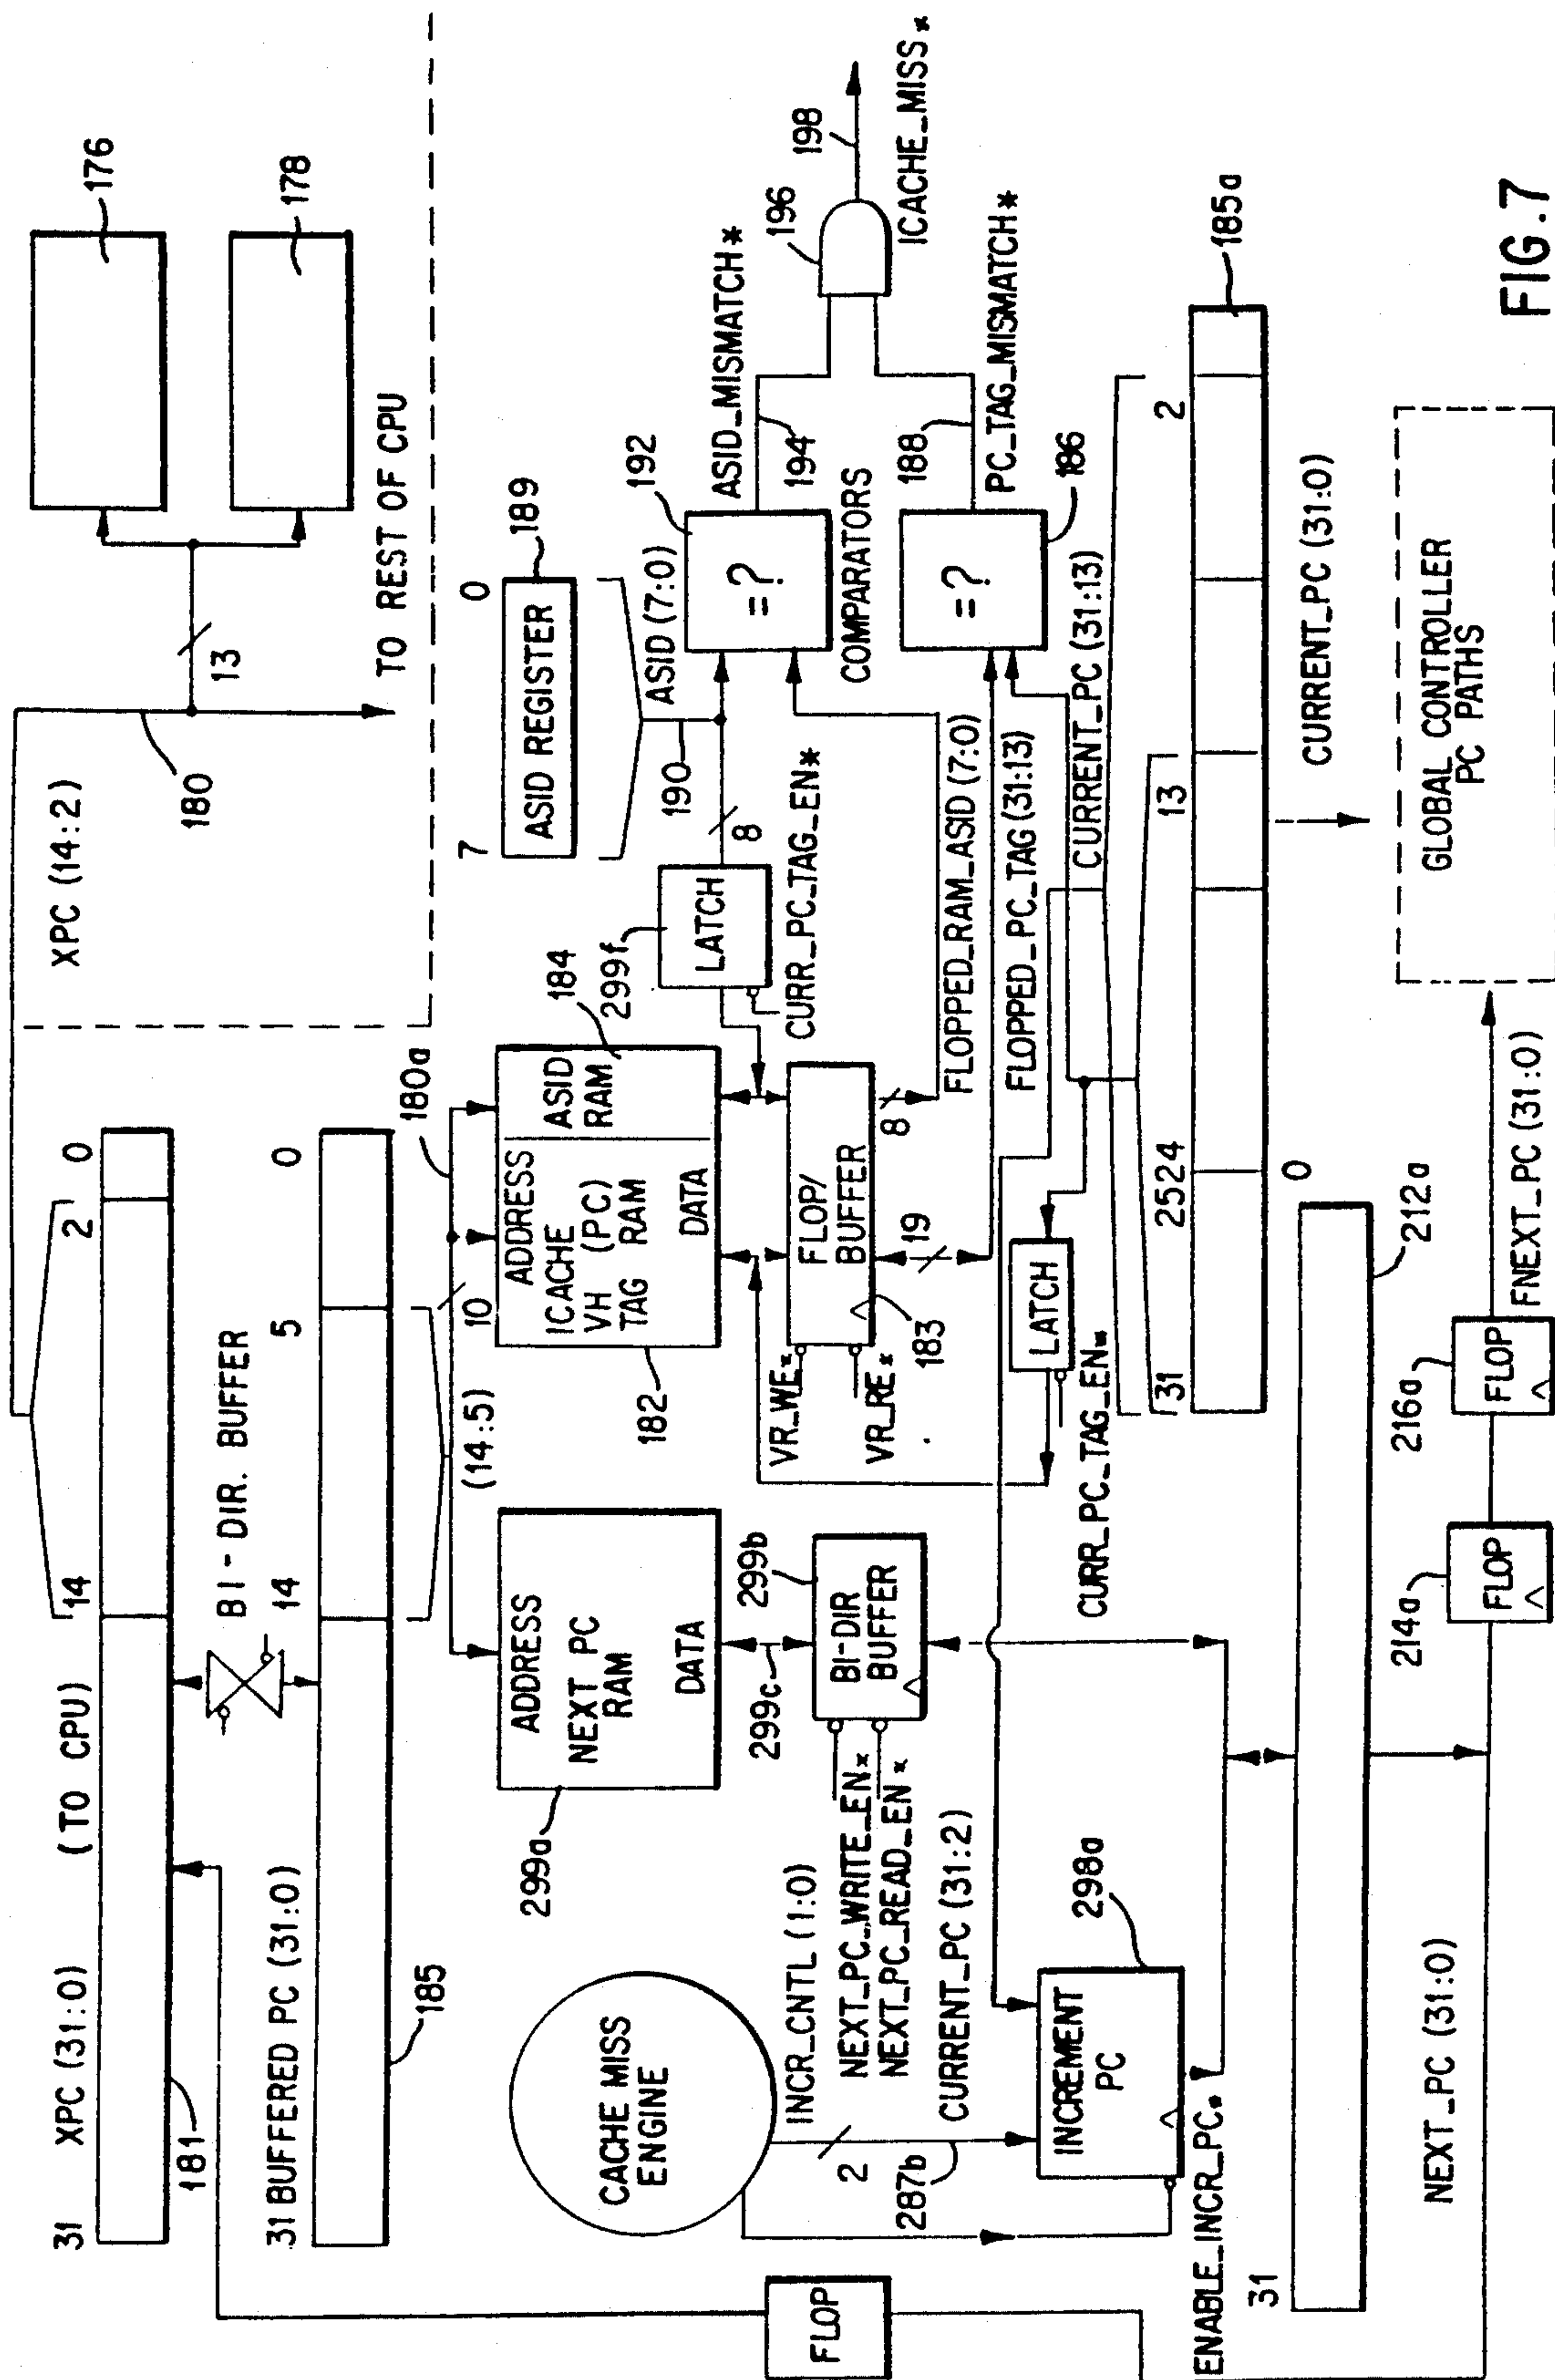 176
178
XPC (14:2)
180
13
TO REST OF CPU
31
XPC (31:0)
(TO CPU)
14
2
0
181
BI-DIR. BUFFER
31 BUFFERED PC (31:0)
14
5
0
185
(14:5)
10
180a
ADDRESS
NEXT PC
RAM
DATA
299a
ADDRESS
ICACHE
VH (PC)
TAG RAM
DATA
ASID
RAM
184
182
7
0
ASID REGISTER
189
ASID (7:0)
190
8
LATCH
299f
CURR_PC_TAG_EN*
192
=?
COMPARATORS
=?
186
ASID_MISMATCH*
194
188
PC_TAG_MISMATCH*
196
198
ICACHE_MISS*
CACHE MISS
ENGINE
INCR_CNTL (1:0)
2
287b
299c
299b
BI-DIR
BUFFER
NEXT_PC_WRITE_EN*
NEXT_PC_READ_EN*
CURRENT_PC (31:2)
VR_WE*
VR_RE*
FLOP/
BUFFER
183
19
8
FLOPPED_RAM_ASID (7:0)
FLOPPED_PC_TAG (31:13)
CURRENT_PC (31:13)
LATCH
CURR_PC_TAG_EN*
298a
INCREMENT
PC
ENABLE_INCR_PC*
FLOP
31
2524
13
2
185a
CURRENT_PC (31:0)
31
0
212a
NEXT_PC (31:0)
214a
FLOP
216a
FLOP
FNEXT_PC (31:0)
GLOBAL CONTROLLER
PC PATHS
FIG.7